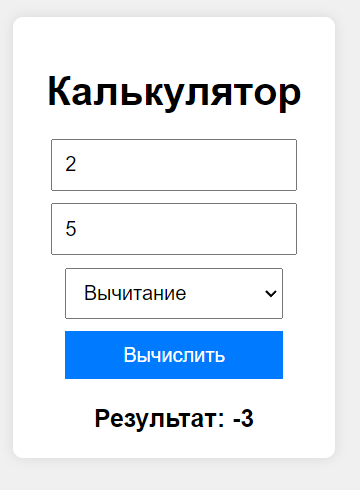 Калькулятор
2
5
Вычитание
Вычислить
Результат: -3